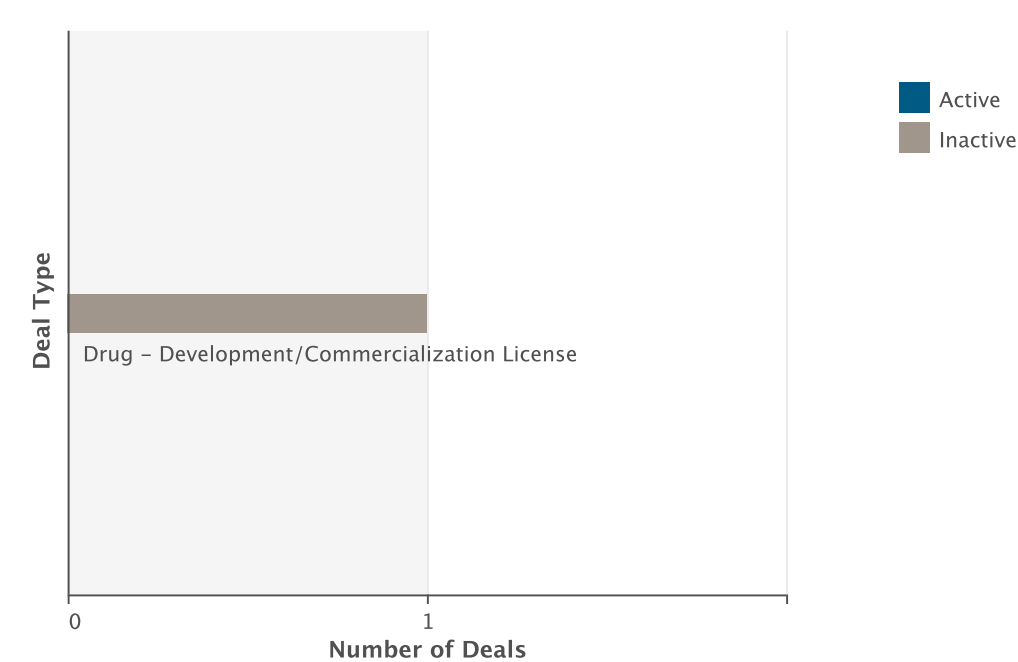 Active
Inactive
Deal Type
Drug – Development/Commercialization License
0
1
Number of Deals